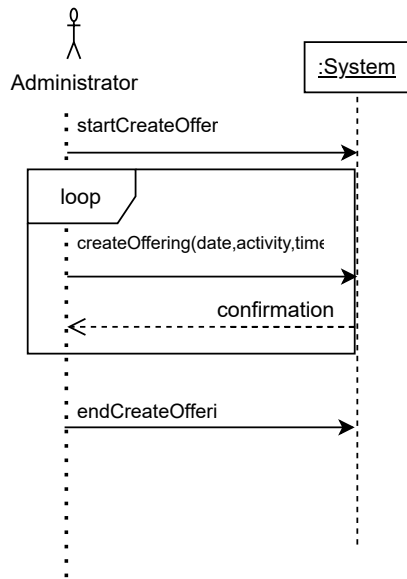 Administrator
:System
startCreateOffer
loop
createOffering(date,activity,time
confirmation
endCreateOfferi